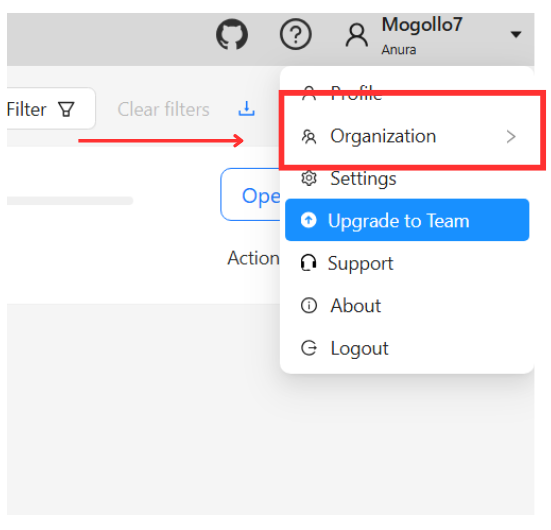 Mogollo7
Anura
Filter
Clear filters
Profile
Organization
Settings
Ope
Upgrade to Team
Action
Support
About
Logout